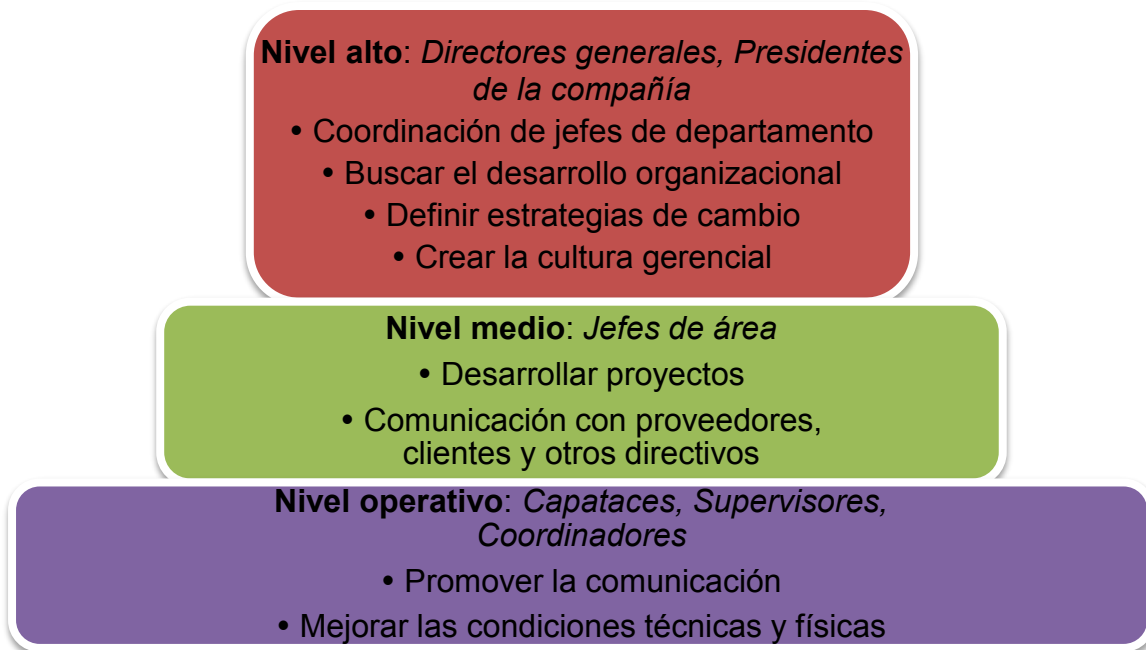 Nivel alto: Directores generales, Presidentes
de la compañía
• Coordinación de jefes de departamento
• Buscar el desarrollo organizacional
• Definir estrategias de cambio
• Crear la cultura gerencial
Nivel medio: Jefes de área
• Desarrollar proyectos
• Comunicación con proveedores,
clientes y otros directivos
Nivel operativo: Capataces, Supervisores,
Coordinadores
• Promover la comunicación
• Mejorar las condiciones técnicas y físicas